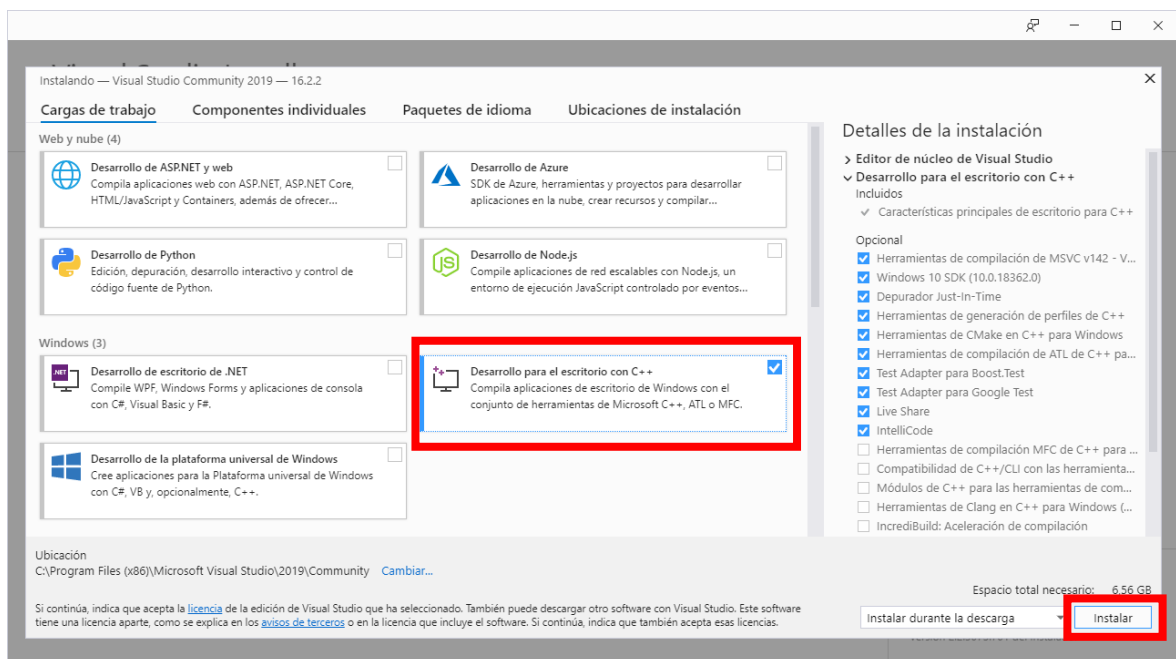 Instalando — Visual Studio Community 2019 — 16.2.2
Cargas de trabajo Componentes individuales Paquetes de idioma Ubicaciones de instalación
Web y nube (4)
Desarrollo de ASP.NET y web
Compila aplicaciones web con ASP.NET, ASP.NET Core,
HTML/JavaScript y Containers, además de ofrecer...
Desarrollo de Azure
SDK de Azure, herramientas y proyectos para desarrollar
aplicaciones en la nube, crear recursos y compilar...
Desarrollo de Python
Edición, depuración, desarrollo interactivo y control de
código fuente de Python.
Desarrollo de Node.js
Compile aplicaciones de red escalables con Node.js, un
entorno de ejecución JavaScript controlado por eventos...
Windows (3)
.NET
Desarrollo de escritorio de .NET
Compile WPF, Windows Forms y aplicaciones de consola
con C#, Visual Basic y F#.
Desarrollo para el escritorio con C++
Compila aplicaciones de escritorio de Windows con el
conjunto de herramientas de Microsoft C++, ATL o MFC.
Desarrollo de la plataforma universal de Windows
Cree aplicaciones para la Plataforma universal de Windows
con C#, VB y, opcionalmente, C++.
Detalles de la instalación
Editor de núcleo de Visual Studio
Desarrollo para el escritorio con C++
Incluidos
Características principales de escritorio para C++
Opcional
Herramientas de compilación de MSVC v142 - V...
Windows 10 SDK (10.0.18362.0)
Depurador Just-In-Time
Herramientas de generación de perfiles de C++
Herramientas de CMake en C++ para Windows
Herramientas de compilación de ATL de C++ pa...
Test Adapter para Boost.Test
Test Adapter para Google Test
Live Share
IntelliCode
Herramientas de compilación MFC de C++ para ...
Compatibilidad de C++/CLI con las herramienta...
Módulos de C++ para las herramientas de com...
Herramientas de Clang en C++ para Windows (...
IncrediBuild: Aceleración de compilación
Ubicación
C:\Program Files (x86)\Microsoft Visual Studio\2019\Community Cambiar...
Espacio total necesario: 6,56 GB
Si continúa, indica que acepta la licencia de la edición de Visual Studio que ha seleccionado. También puede descargar otro software con Visual Studio. Este software
tiene una licencia aparte, como se explica en los avisos de terceros o en la licencia que incluye el software. Si continúa, indica que también acepta esas licencias.
Instalar durante la descarga
Instalar